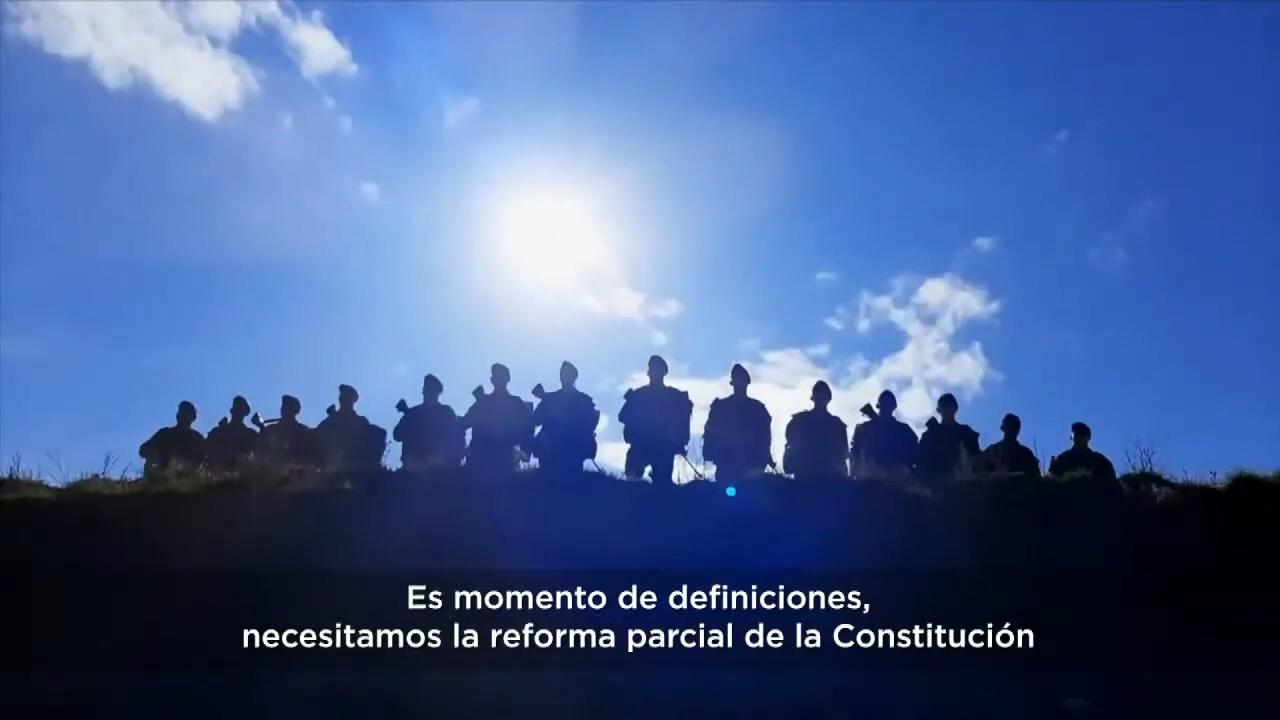 Es momento de definiciones,
necesitamos la reforma parcial de la Constitución